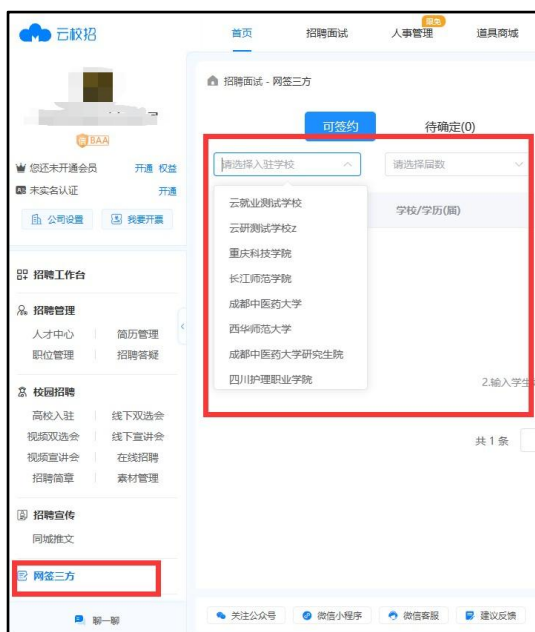 云校招
首页 招聘面试 人事管理 限免 道具商城
招聘面试 - 网签三方
可签约 待确定(0)
BAA
您还未开通会员 开通 权益
未实名认证 开通
公司设置 我要开票
请选择入驻学校 请选择届数
云就业测试学校
云研测试学校z
重庆科技学院
长江师范学院
成都中医药大学
西华师范大学
成都中医药大学研究生院
四川护理职业学院
学校/学历(届)
2.输入学生
共 1 条
招聘工作台
招聘管理
人才中心 简历管理
职位管理 招聘答疑
校园招聘
高校入驻 线下双选会
视频双选会 线下宣讲会
视频宣讲会 在线招聘
招聘简章 素材管理
招聘宣传
同城推文
网签三方
聊一聊
关注公众号 微信小程序 微信客服 建议反馈